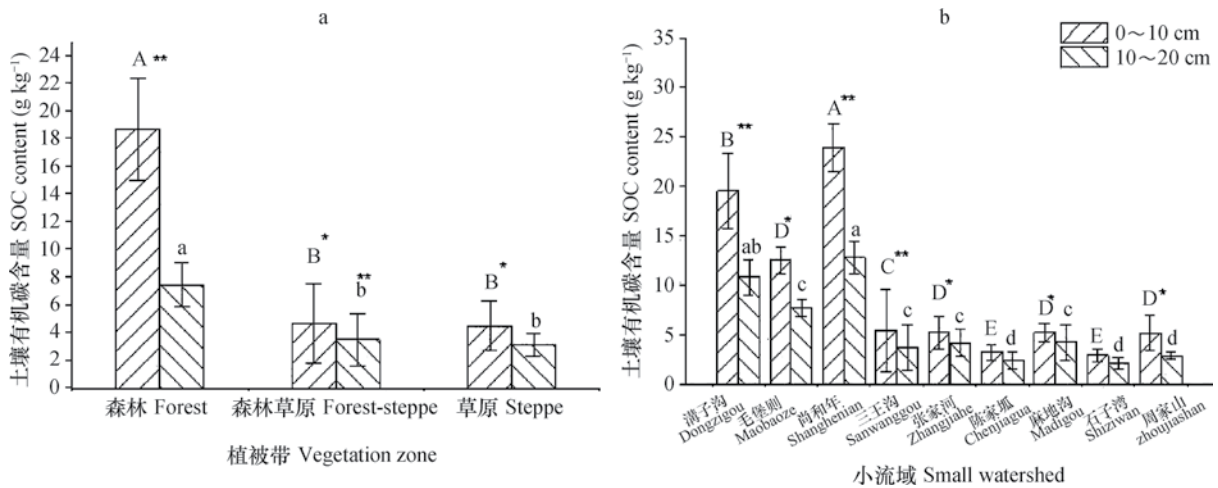 a
土壤有机碳含量 SOC content (g kg⁻¹)
24
22
20
18
16
14
12
10
8
6
4
2
0
A **
a
B *
** b
B *
b
森林 Forest
森林草原 Forest-steppe
草原 Steppe
植被带 Vegetation zone
b
0～10 cm
10～20 cm
土壤有机碳含量 SOC content (g kg⁻¹)
35
30
25
20
15
10
5
0
B **
ab
D *
c
A **
a
C **
c
D *
c
E
d
D *
c
E
d
D *
d
子沟
Dongzigou
毛堡则
Maobaoze
尚和年
Shanghenian
三王沟
Sanwanggou
张家河
Zhangjiahe
陈家坬
Chenjiagua
麻地沟
Madigou
石子湾
Shiziwan
周家山
zhoujiashan
小流域 Small watershed